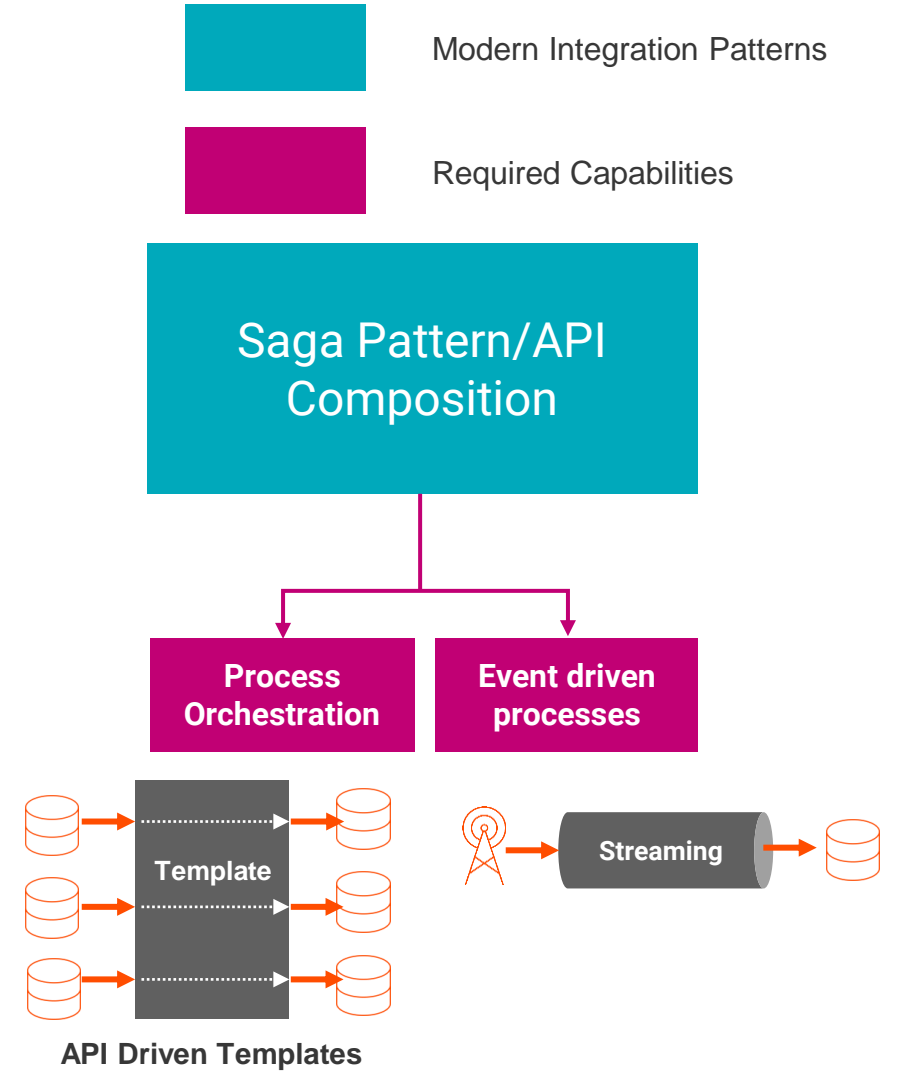 Modern Integration Patterns
Required Capabilities
Saga Pattern/API
Composition
Process
Orchestration
Event driven
processes
Template
Streaming
API Driven Templates